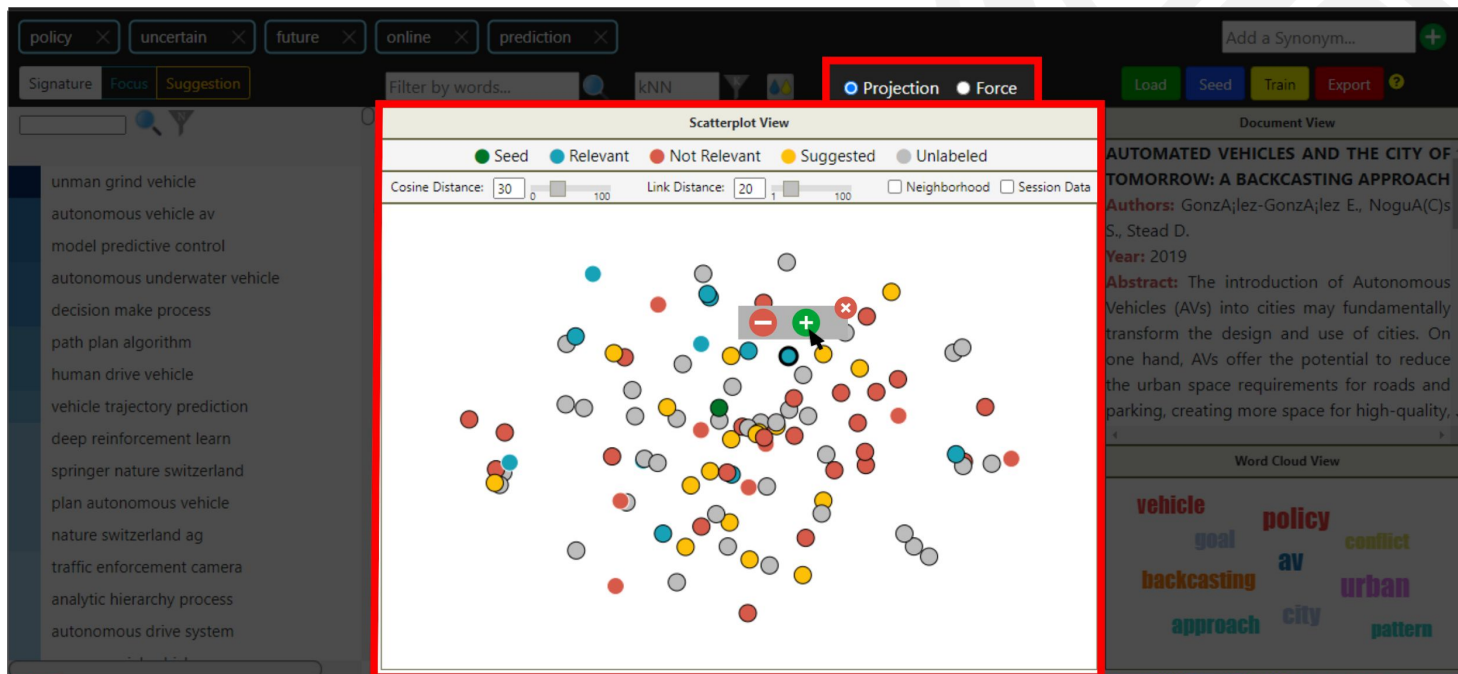 policy × uncertain × future × online × prediction ×
Add a Synonym...
Signature Focus Suggestion
Filter by words...
kNN
Projection Force
Load Seed Train Export ?
Scatterplot View
Seed Relevant Not Relevant Suggested Unlabeled
Cosine Distance: 30 0 100 Link Distance: 20 1 100 Neighborhood Session Data
unman grind vehicle
autonomous vehicle av
model predictive control
autonomous underwater vehicle
decision make process
path plan algorithm
human drive vehicle
vehicle trajectory prediction
deep reinforcement learn
springer nature switzerland
plan autonomous vehicle
nature switzerland ag
traffic enforcement camera
analytic hierarchy process
autonomous drive system
Document View
AUTOMATED VEHICLES AND THE CITY OF
TOMORROW: A BACKCASTING APPROACH
Authors: GonzA¡lez-GonzA¡lez E., NoguA(C)s
S., Stead D.
Year: 2019
Abstract: The introduction of Autonomous
Vehicles (AVs) into cities may fundamentally
transform the design and use of cities. On
one hand, AVs offer the potential to reduce
the urban space requirements for roads and
parking, creating more space for high-quality,
Word Cloud View
vehicle
policy
goal
conflict
av
backcasting
urban
approach
city
pattern